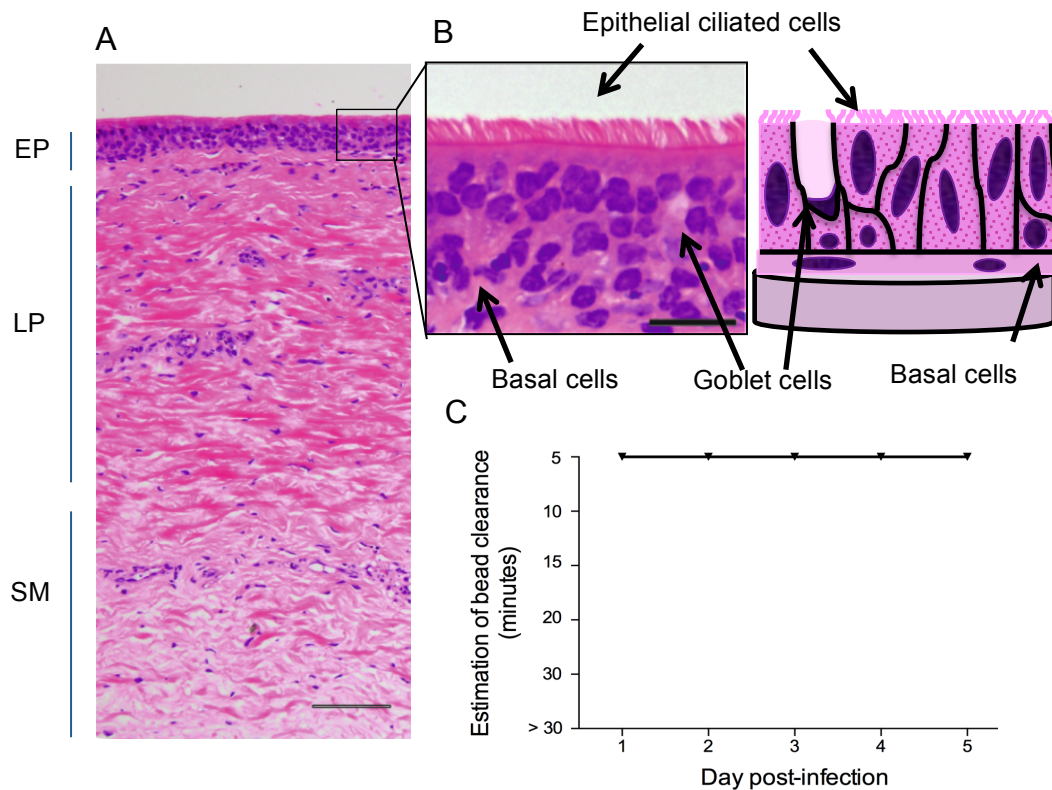 A
B
Epithelial ciliated cells
EP
LP
SM
Basal cells
Goblet cells
Basal cells
C
Estimation of bead clearance
(minutes)
5
10
15
20
30
> 30
1 2 3 4 5
Day post-infection